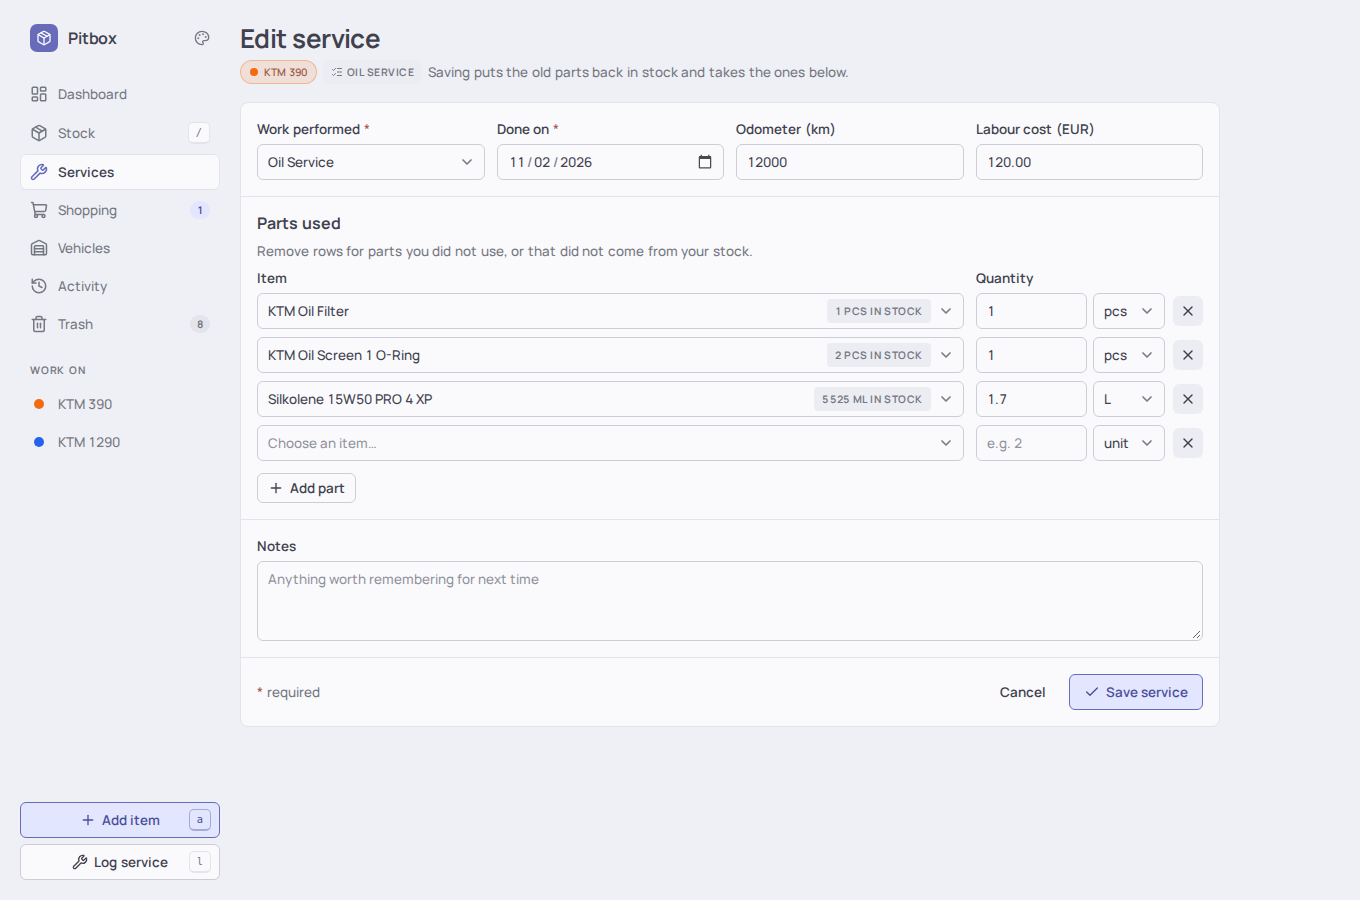 Pitbox
Dashboard
Stock /
Services
Shopping 1
Vehicles
Activity
Trash 8
WORK ON
KTM 390
KTM 1290
Add item a
Log service l
Edit service
KTM 390 OIL SERVICE Saving puts the old parts back in stock and takes the ones below.
Work performed * Done on * Odometer (km) Labour cost (EUR)
Oil Service 11/02/2026 12000 120.00
Parts used
Remove rows for parts you did not use, or that did not come from your stock.
Item Quantity
KTM Oil Filter 1 PCS IN STOCK 1 pcs
KTM Oil Screen 1 O-Ring 2 PCS IN STOCK 1 pcs
Silkolene 15W50 PRO 4 XP 5525 ML IN STOCK 1.7 L
Choose an item... e.g. 2 unit
Add part
Notes
Anything worth remembering for next time
* required Cancel Save service